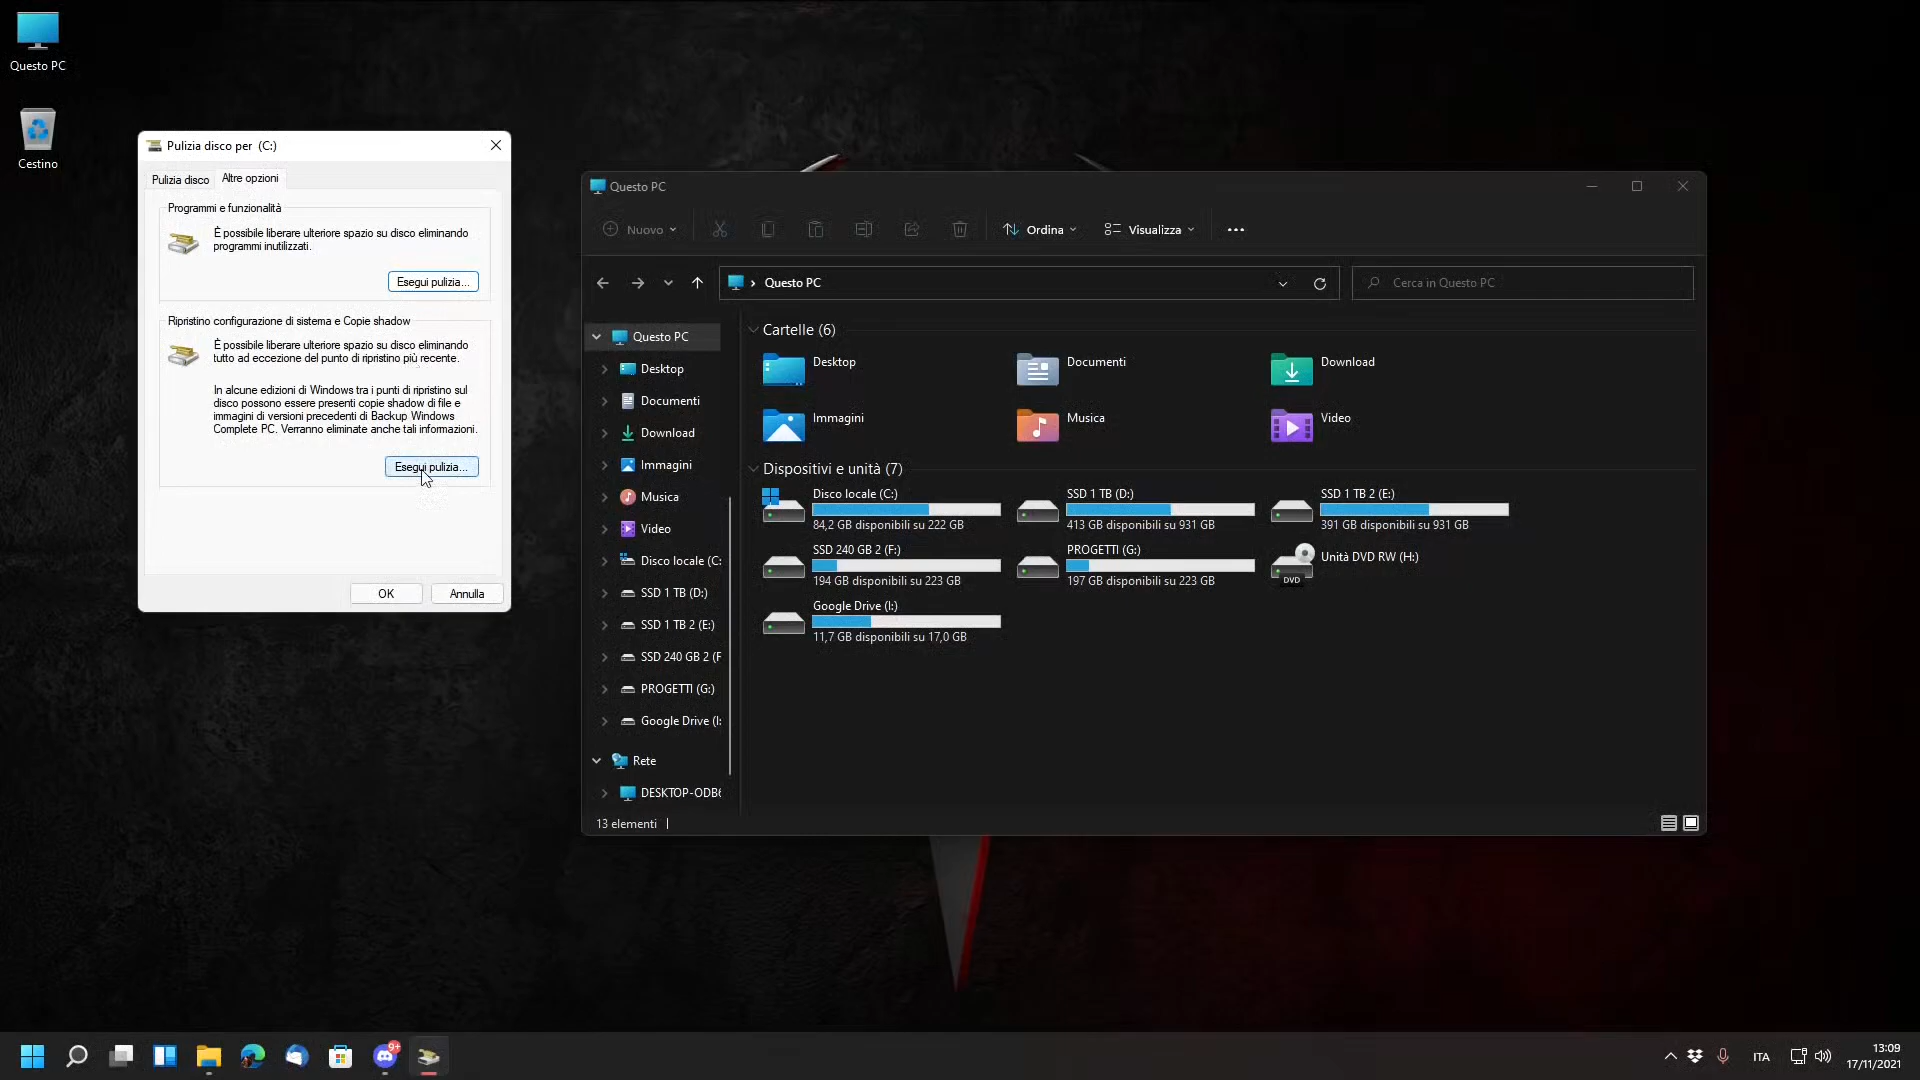 Questo PC
Cestino
Pulizia disco per (C:)
Pulizia disco
Altre opzioni
Programmi e funzionalità
È possibile liberare ulteriore spazio su disco eliminando
programmi inutilizzati.
Esegui pulizia...
Ripristino configurazione di sistema e Copie shadow
È possibile liberare ulteriore spazio su disco eliminando
tutto ad eccezione del punto di ripristino più recente.
In alcune edizioni di Windows tra i punti di ripristino sul
disco possono essere presenti copie shadow di file e
immagini di versioni precedenti di Backup Windows
Complete PC. Verranno eliminate anche tali informazioni.
Esegui pulizia...
OK
Annulla
Questo PC
Nuovo
Ordina
Visualizza
Questo PC
Cerca in Questo PC
Questo PC
Desktop
Documenti
Download
Immagini
Musica
Video
Disco locale (C:
SSD 1 TB (D:)
SSD 1 TB 2 (E:)
SSD 240 GB 2 (F
PROGETTI (G:)
Google Drive (I:
Rete
DESKTOP-ODB6
Cartelle (6)
Desktop
Documenti
Download
Immagini
Musica
Video
Dispositivi e unità (7)
Disco locale (C:)
84,2 GB disponibili su 222 GB
SSD 1 TB (D:)
413 GB disponibili su 931 GB
SSD 1 TB 2 (E:)
391 GB disponibili su 931 GB
SSD 240 GB 2 (F:)
194 GB disponibili su 223 GB
PROGETTI (G:)
197 GB disponibili su 223 GB
DVD
Unità DVD RW (H:)
Google Drive (I:)
11,7 GB disponibili su 17,0 GB
13 elementi
9+
ITA
13:09
17/11/2021